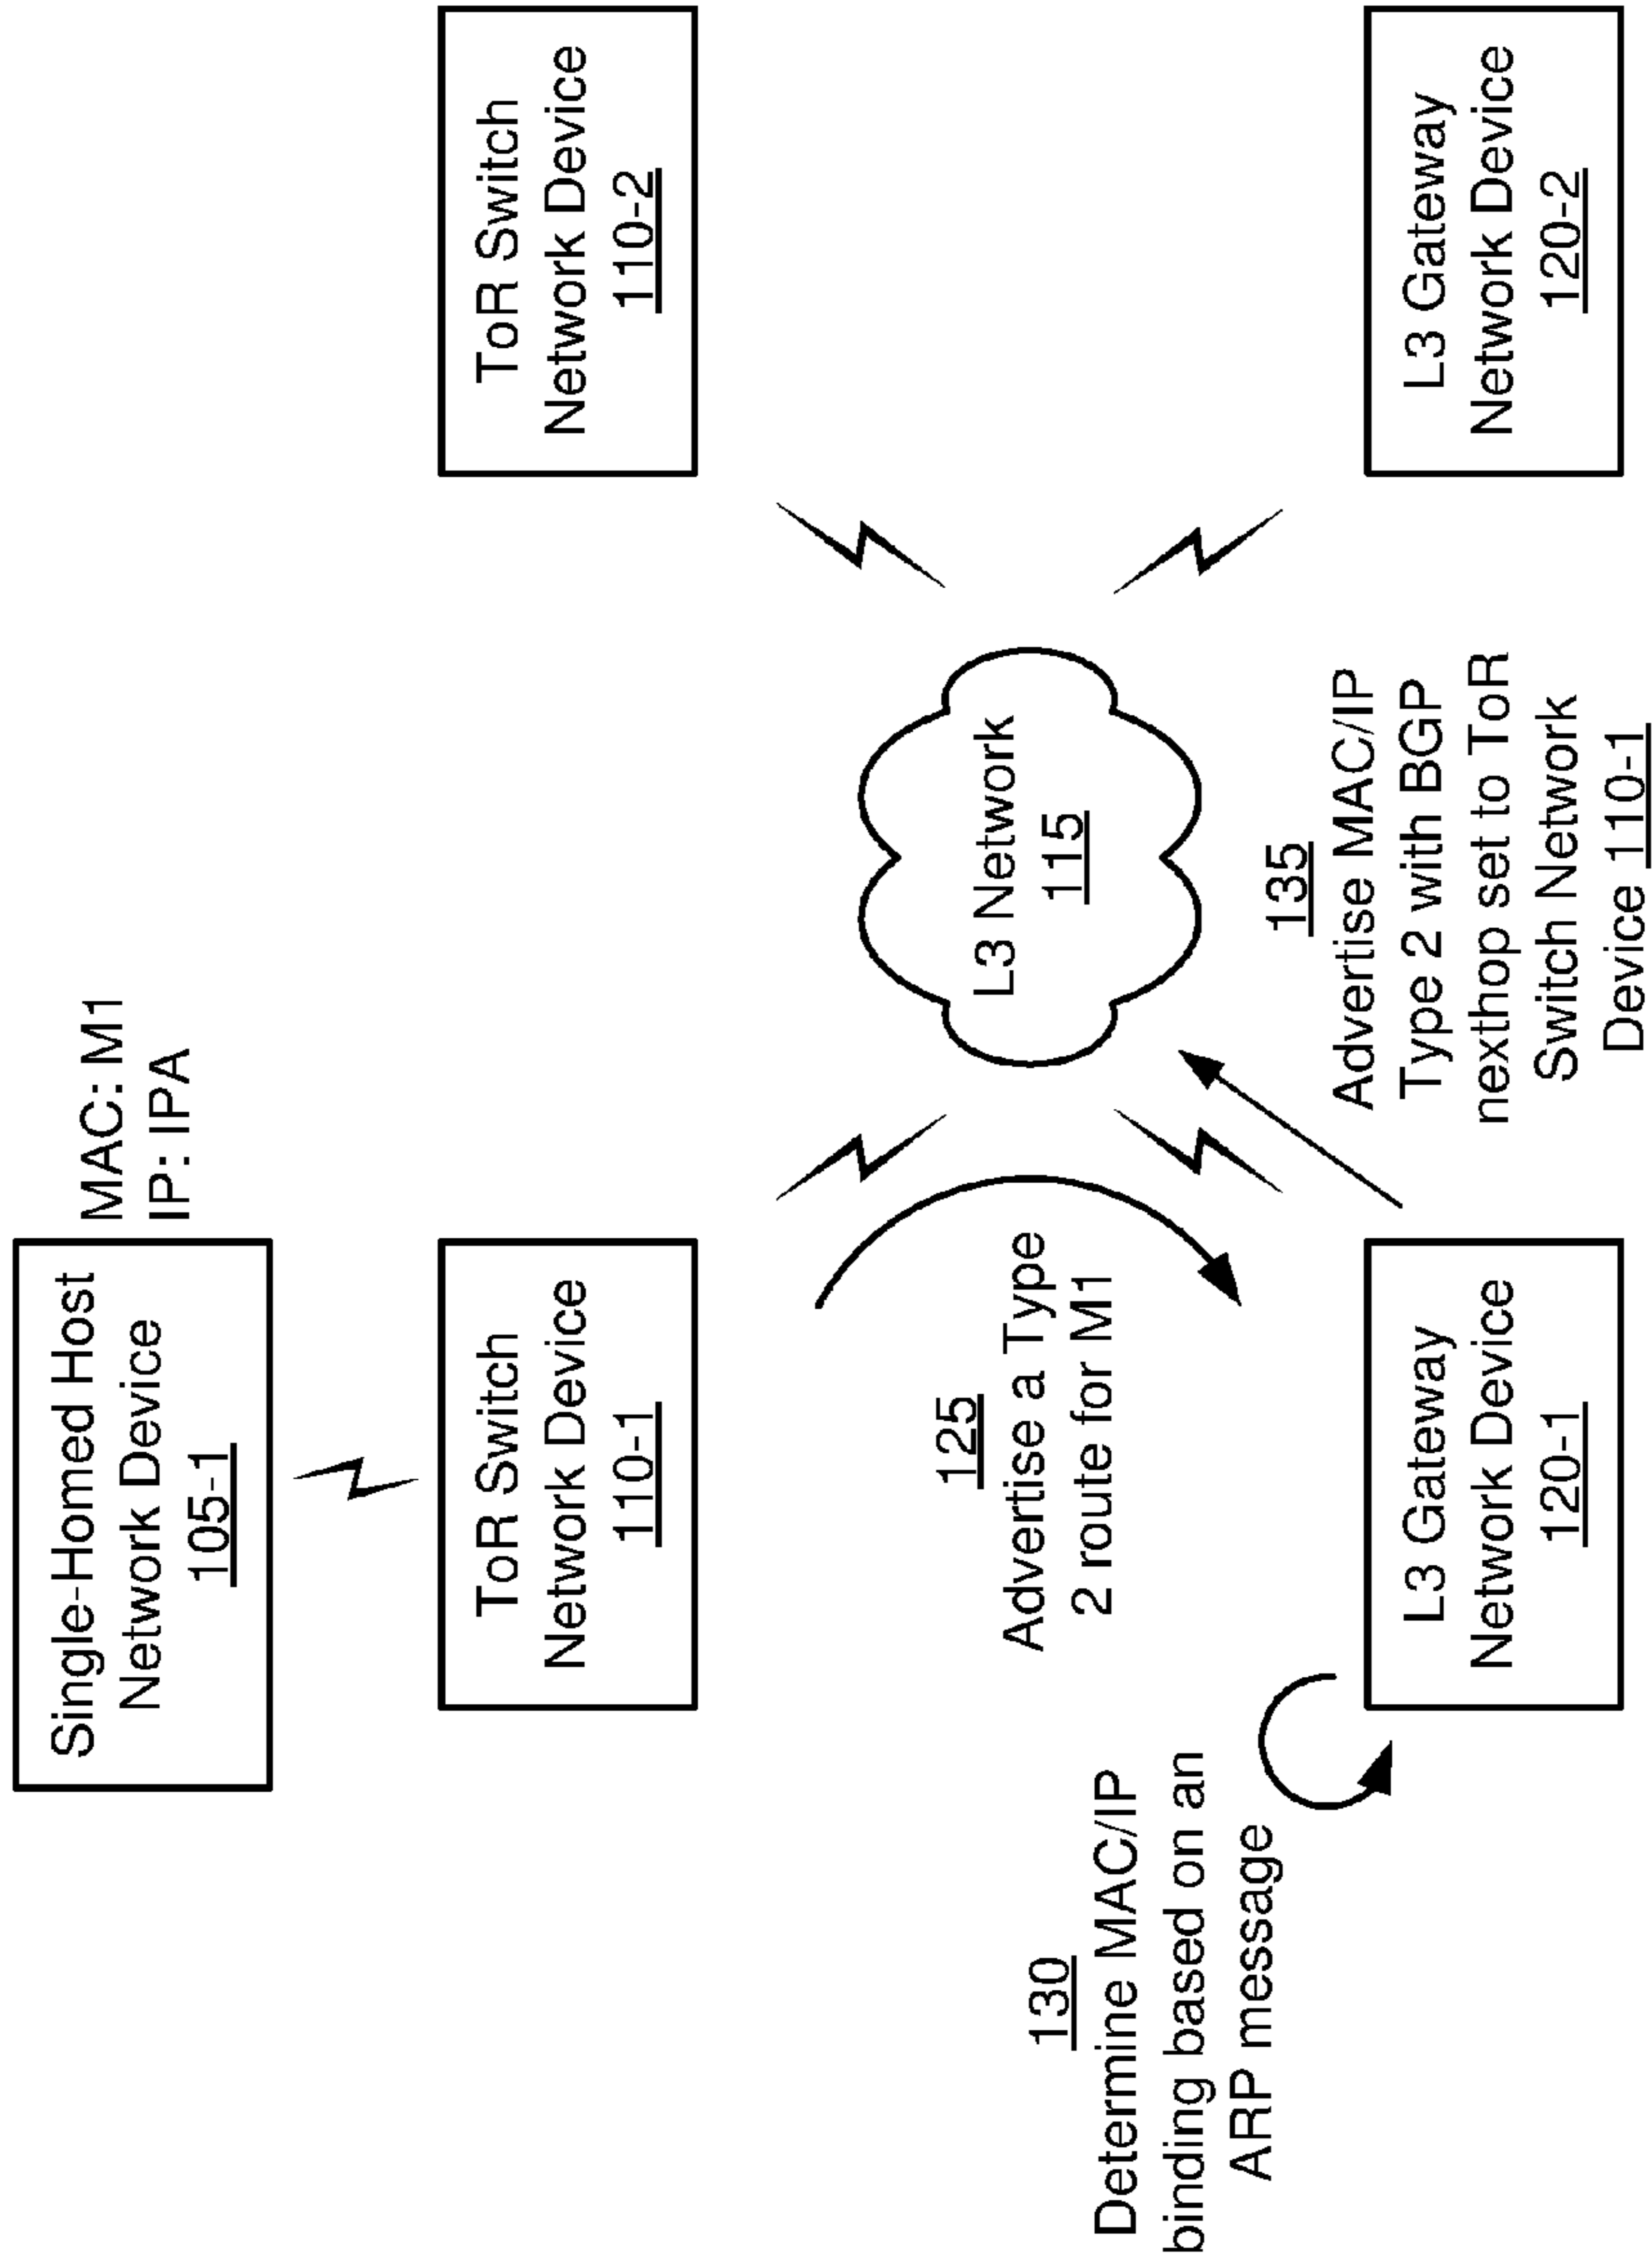 Single-Homed Host
Network Device
105-1
MAC: M1
IP: IPA
ToR Switch
Network Device
110-1
ToR Switch
Network Device
110-2
125
Advertise a Type
2 route for M1
L3 Network
115
130
Determine MAC/IP
binding based on an
ARP message
135
Advertise MAC/IP
Type 2 with BGP
nexthop set to ToR
Switch Network
Device 110-1
L3 Gateway
Network Device
120-1
L3 Gateway
Network Device
120-2